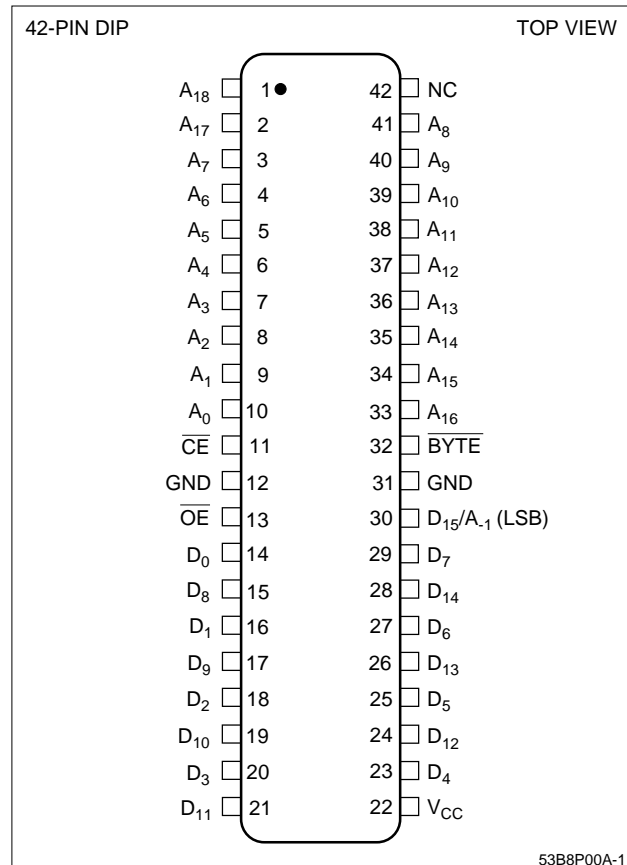 42-PIN DIP TOP VIEW
A₁₈ 1 42 NC
A₁₇ 2 41 A₈
A₇ 3 40 A₉
A₆ 4 39 A₁₀
A₅ 5 38 A₁₁
A₄ 6 37 A₁₂
A₃ 7 36 A₁₃
A₂ 8 35 A₁₄
A₁ 9 34 A₁₅
A₀ 10 33 A₁₆
C̅E̅ 11 32 B̅Y̅T̅E̅
GND 12 31 GND
O̅E̅ 13 30 D₁₅/A₋₁ (LSB)
D₀ 14 29 D₇
D₈ 15 28 D₁₄
D₁ 16 27 D₆
D₉ 17 26 D₁₃
D₂ 18 25 D₅
D₁₀ 19 24 D₁₂
D₃ 20 23 D₄
D₁₁ 21 22 V_CC
53B8P00A-1